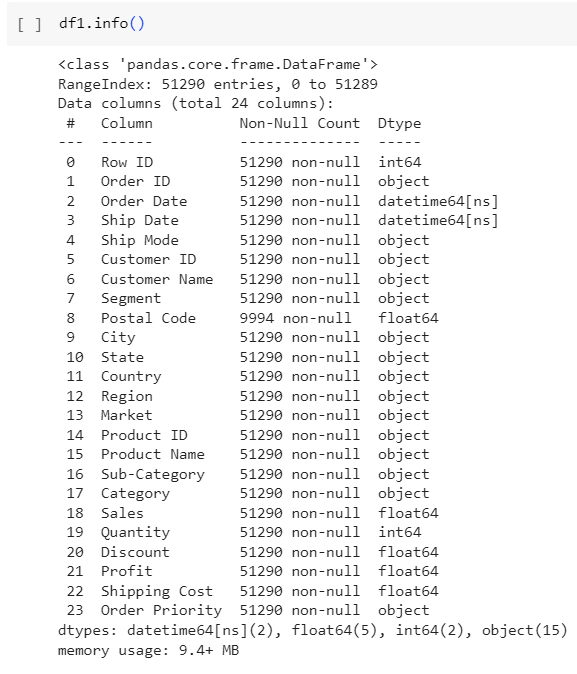 [ ] df1.info()
<class 'pandas.core.frame.DataFrame'>
RangeIndex: 51290 entries, 0 to 51289
Data columns (total 24 columns):
 #   Column          Non-Null Count  Dtype
---  ------          --------------  -----
 0   Row ID          51290 non-null  int64
 1   Order ID        51290 non-null  object
 2   Order Date      51290 non-null  datetime64[ns]
 3   Ship Date       51290 non-null  datetime64[ns]
 4   Ship Mode       51290 non-null  object
 5   Customer ID     51290 non-null  object
 6   Customer Name   51290 non-null  object
 7   Segment         51290 non-null  object
 8   Postal Code     9994 non-null   float64
 9   City            51290 non-null  object
 10  State           51290 non-null  object
 11  Country         51290 non-null  object
 12  Region          51290 non-null  object
 13  Market          51290 non-null  object
 14  Product ID      51290 non-null  object
 15  Product Name    51290 non-null  object
 16  Sub-Category    51290 non-null  object
 17  Category        51290 non-null  object
 18  Sales           51290 non-null  float64
 19  Quantity        51290 non-null  int64
 20  Discount        51290 non-null  float64
 21  Profit          51290 non-null  float64
 22  Shipping Cost   51290 non-null  float64
 23  Order Priority  51290 non-null  object
dtypes: datetime64[ns](2), float64(5), int64(2), object(15)
memory usage: 9.4+ MB